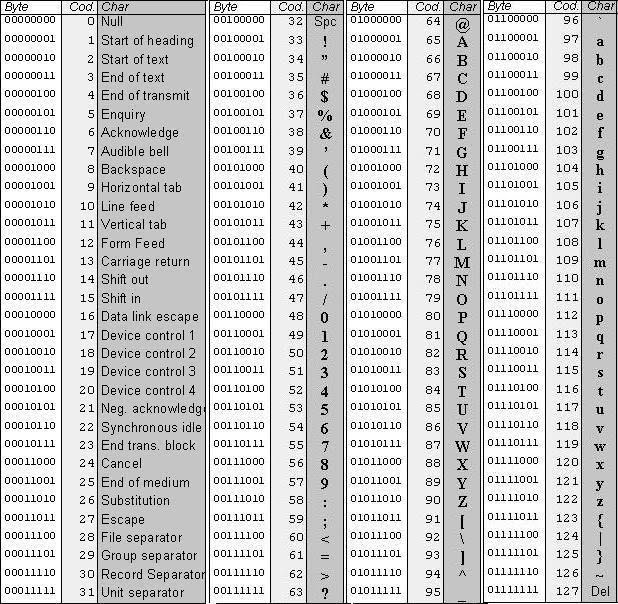 Byte Cod. Char Byte Cod. Char Byte Cod. Char Byte Cod. Char
00000000 0 Null 00100000 32 Spc 01000000 64 @ 01100000 96 `
00000001 1 Start of heading 00100001 33 ! 01000001 65 A 01100001 97 a
00000010 2 Start of text 00100010 34 " 01000010 66 B 01100010 98 b
00000011 3 End of text 00100011 35 # 01000011 67 C 01100011 99 c
00000100 4 End of transmit 00100100 36 $ 01000100 68 D 01100100 100 d
00000101 5 Enquiry 00100101 37 % 01000101 69 E 01100101 101 e
00000110 6 Acknowledge 00100110 38 & 01000110 70 F 01100110 102 f
00000111 7 Audible bell 00100111 39 ' 01000111 71 G 01100111 103 g
00001000 8 Backspace 00101000 40 ( 01001000 72 H 01101000 104 h
00001001 9 Horizontal tab 00101001 41 ) 01001001 73 I 01101001 105 i
00001010 10 Line feed 00101010 42 * 01001010 74 J 01101010 106 j
00001011 11 Vertical tab 00101011 43 + 01001011 75 K 01101011 107 k
00001100 12 Form Feed 00101100 44 , 01001100 76 L 01101100 108 l
00001101 13 Carriage return 00101101 45 - 01001101 77 M 01101101 109 m
00001110 14 Shift out 00101110 46 . 01001110 78 N 01101110 110 n
00001111 15 Shift in 00101111 47 / 01001111 79 O 01101111 111 o
00010000 16 Data link escape 00110000 48 0 01010000 80 P 01110000 112 p
00010001 17 Device control 1 00110001 49 1 01010001 81 Q 01110001 113 q
00010010 18 Device control 2 00110010 50 2 01010010 82 R 01110010 114 r
00010011 19 Device control 3 00110011 51 3 01010011 83 S 01110011 115 s
00010100 20 Device control 4 00110100 52 4 01010100 84 T 01110100 116 t
00010101 21 Neg. acknowledg 00110101 53 5 01010101 85 U 01110101 117 u
00010110 22 Synchronous idle 00110110 54 6 01010110 86 V 01110110 118 v
00010111 23 End trans. block 00110111 55 7 01010111 87 W 01110111 119 w
00011000 24 Cancel 00111000 56 8 01011000 88 X 01111000 120 x
00011001 25 End of medium 00111001 57 9 01011001 89 Y 01111001 121 y
00011010 26 Substitution 00111010 58 : 01011010 90 Z 01111010 122 z
00011011 27 Escape 00111011 59 ; 01011011 91 [ 01111011 123 {
00011100 28 File separator 00111100 60 < 01011100 92 \ 01111100 124 |
00011101 29 Group separator 00111101 61 = 01011101 93 ] 01111101 125 }
00011110 30 Record Separator 00111110 62 > 01011110 94 ^ 01111110 126 ~
00011111 31 Unit separator 00111111 63 ? 01011111 95 _ 01111111 127 Del